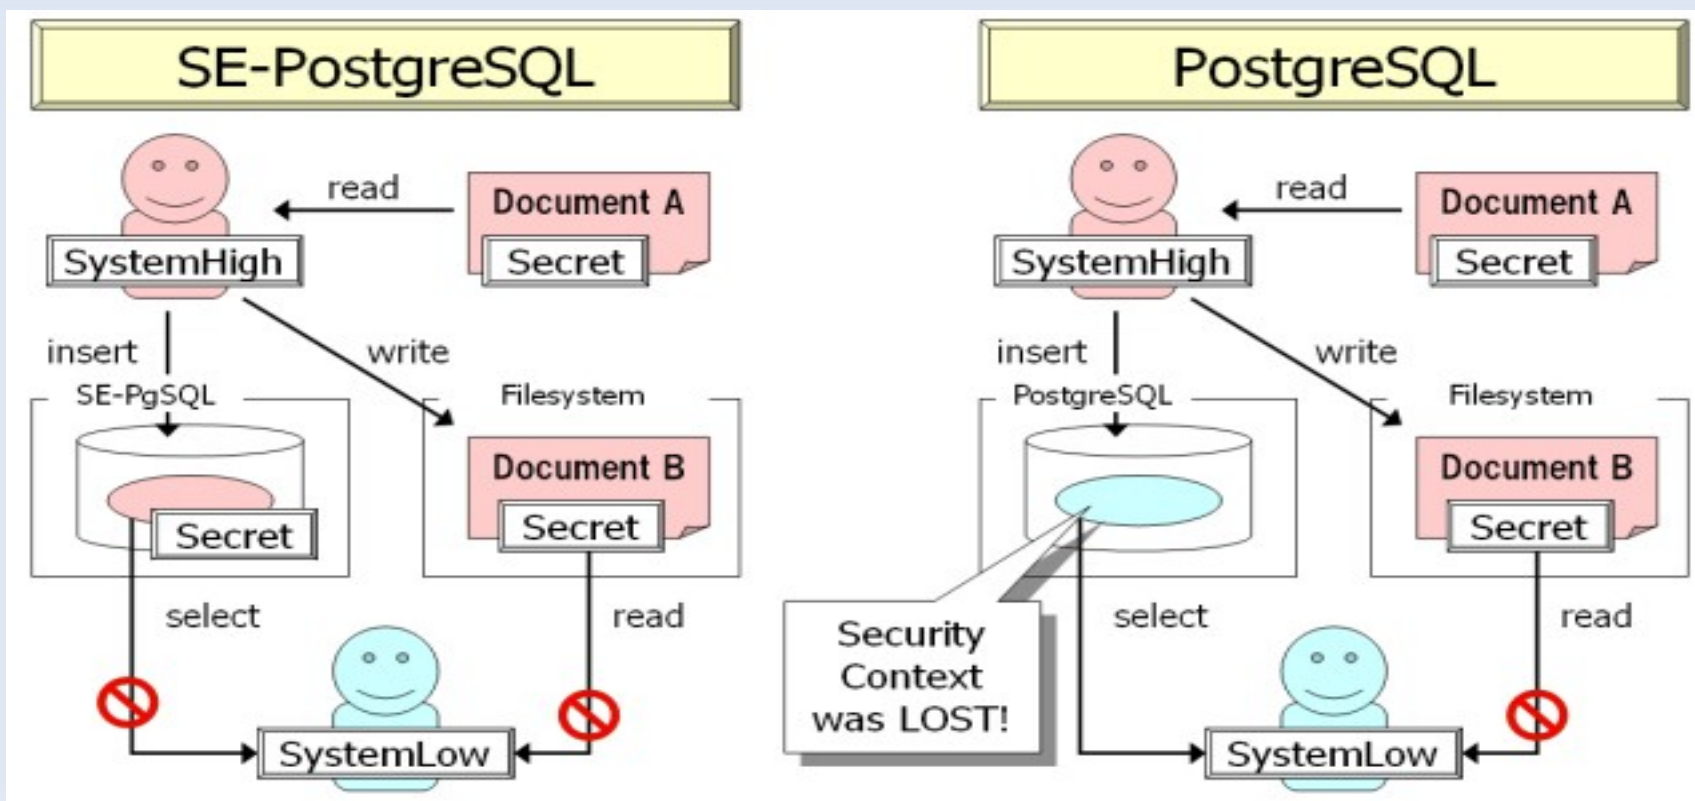 SE-PostgreSQL
read
Document A
Secret
SystemHigh
insert
write
SE-PgSQL
Filesystem
Document B
Secret
Secret
select
read
SystemLow
PostgreSQL
read
Document A
Secret
SystemHigh
insert
write
PostgreSQL
Filesystem
Document B
Secret
Security
Context
was LOST!
select
read
SystemLow